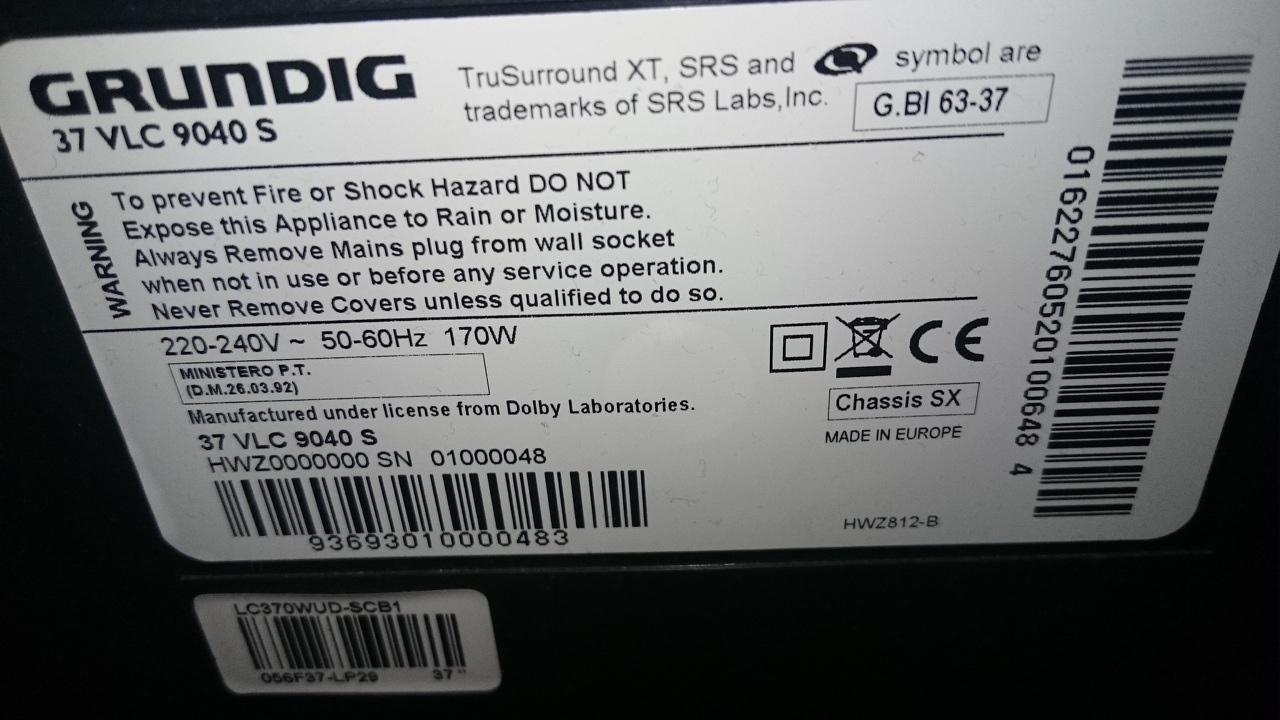 GRUNDIG
37 VLC 9040 S
TruSurround XT, SRS and symbol are
trademarks of SRS Labs,Inc.
G.BI 63-37
WARNING
To prevent Fire or Shock Hazard DO NOT
Expose this Appliance to Rain or Moisture.
Always Remove Mains plug from wall socket
when not in use or before any service operation.
Never Remove Covers unless qualified to do so.
220-240V ~ 50-60Hz 170W
MINISTERO P.T.
(D.M.26.03.92)
Manufactured under license from Dolby Laboratories.
37 VLC 9040 S
HWZ0000000 SN 01000048
93693010000483
CE
Chassis SX
MADE IN EUROPE
HWZ812-B
01622760520100648 4
LC370WUD-SCB1
056F37-LP29 37"